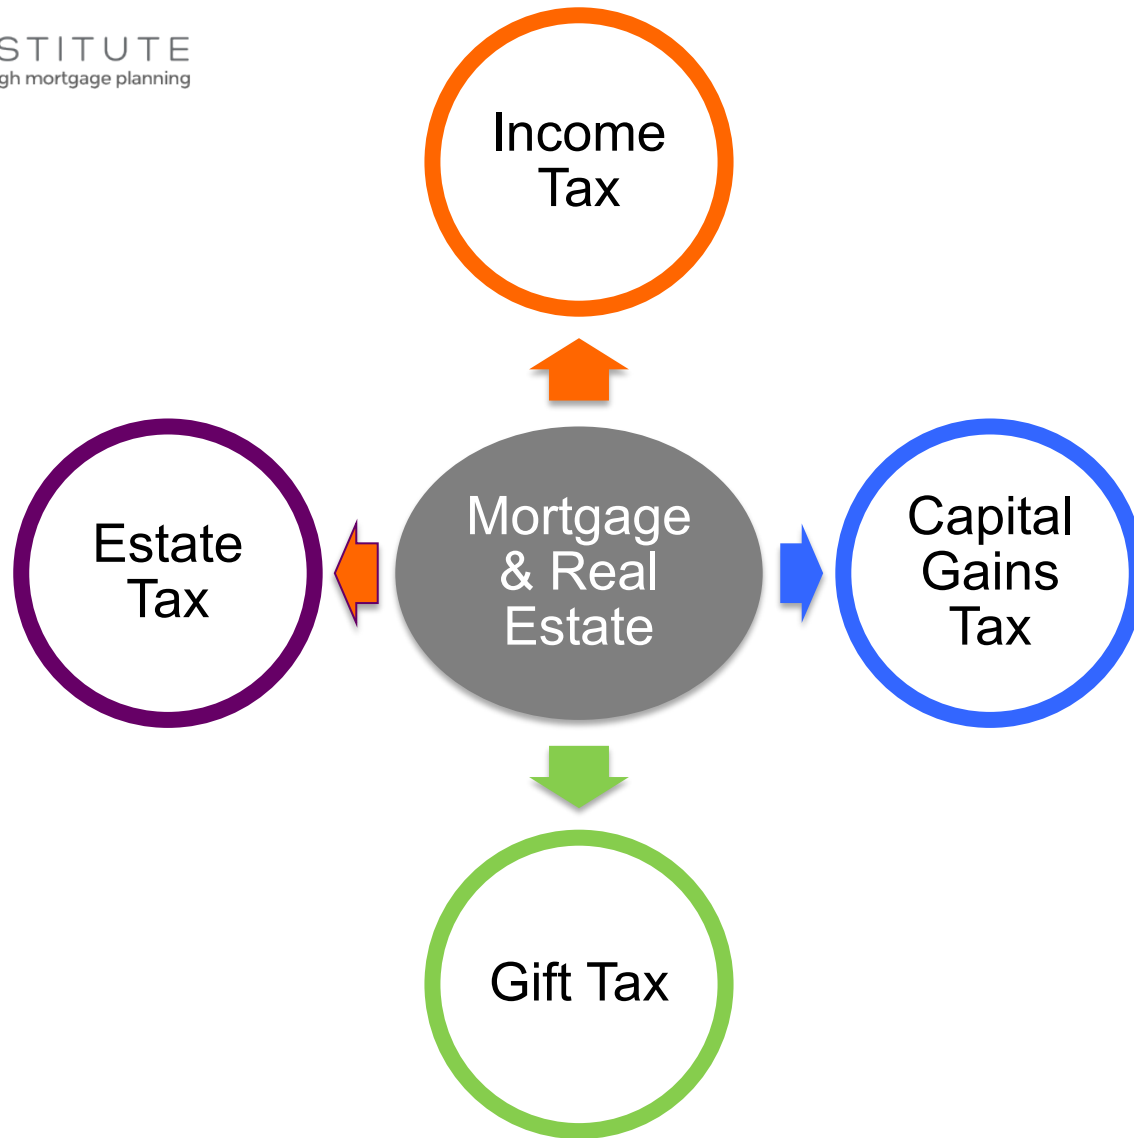 STITUTE
gh mortgage planning
Income
Tax
Estate
Tax
Mortgage
& Real
Estate
Capital
Gains
Tax
Gift Tax